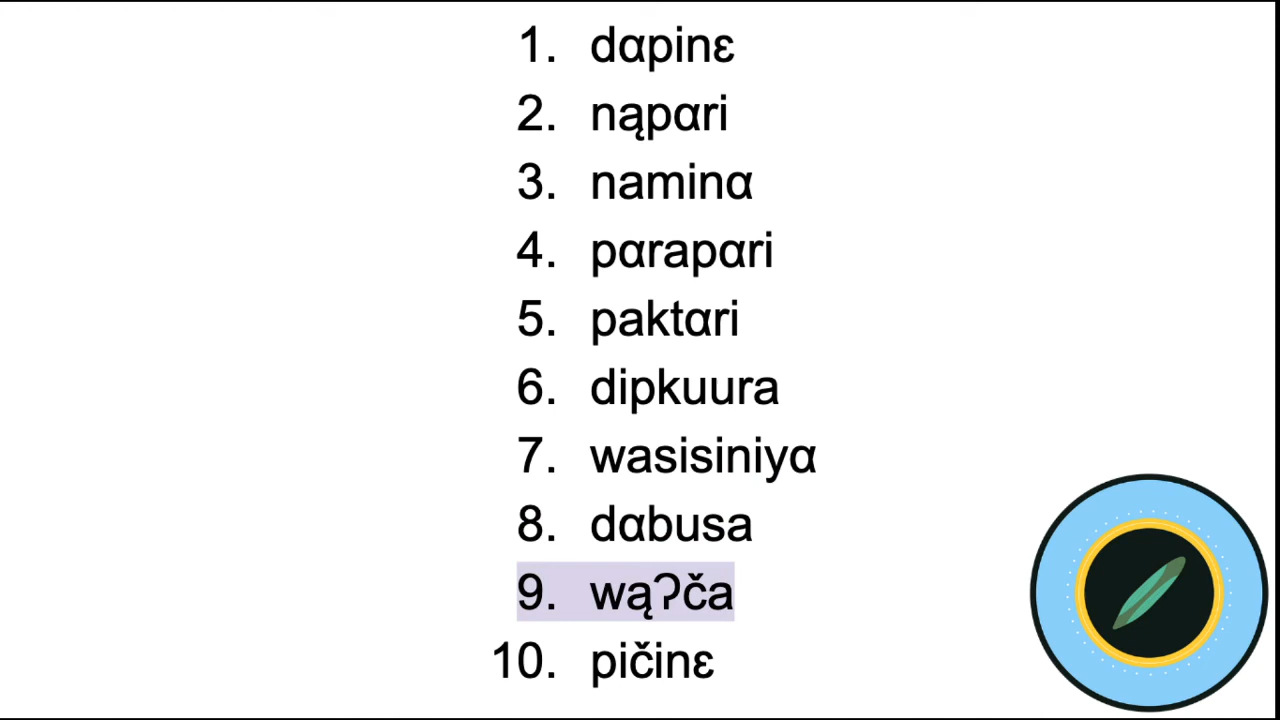 1. dɑpinɛ
2. nąpɑri
3. naminɑ
4. pɑrapɑri
5. paktɑri
6. dipkuura
7. wasisiniyɑ
8. dɑbusa
9. wąʔča
10. pičinɛ